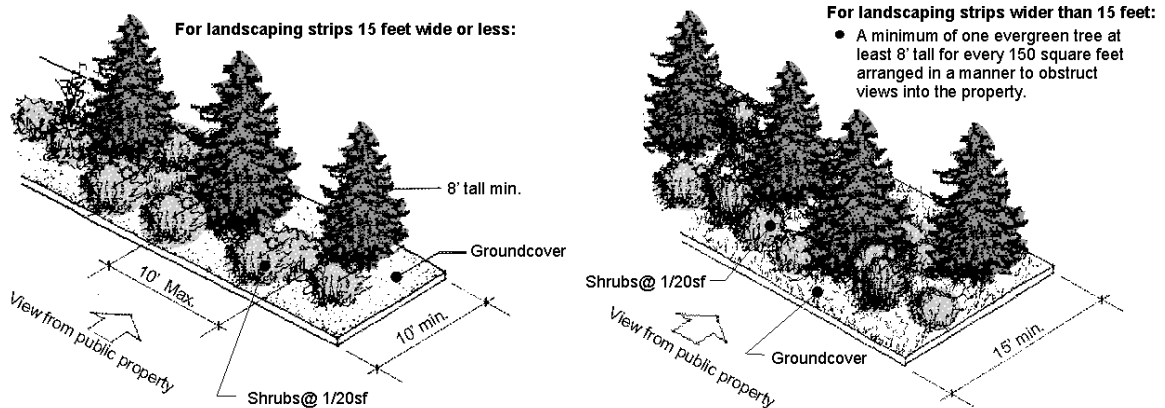 For landscaping strips 15 feet wide or less:
8' tall min.
Groundcover
10' Max.
10' min.
View from public property
Shrubs@ 1/20sf
For landscaping strips wider than 15 feet:
● A minimum of one evergreen tree at
least 8' tall for every 150 square feet
arranged in a manner to obstruct
views into the property.
Shrubs@ 1/20sf
View from public property
Groundcover
15' min.